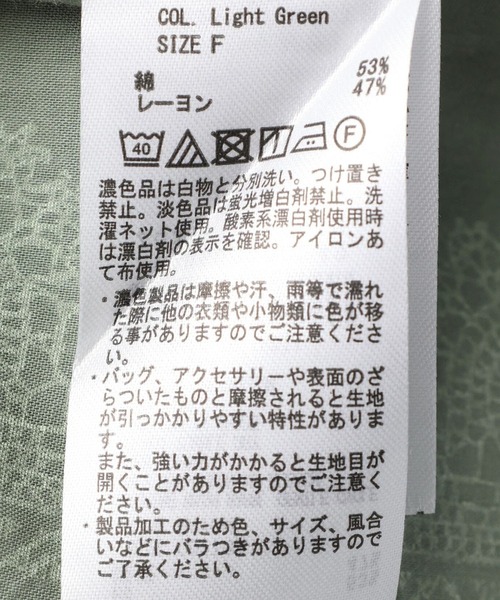 COL. Light Green
SIZE F
綿 53%
レーヨン 47%
40 F
濃色品は白物と分別洗い。つけ置き
禁止。淡色品は蛍光増白剤禁止。洗
濯ネット使用。酸素系漂白剤使用時
は漂白剤の表示を確認。アイロンあ
て布使用。
・濃色製品は摩擦や汗、雨等で濡れ
た際に他の衣類や小物類に色が移
る事がありますのでご注意くださ
い。
・バッグ、アクセサリーや表面のざ
らついたものと摩擦されると生地
が引っかかりやすい特性がありま
す。
また、強い力がかかると生地目が
開くことがありますのでご注意く
ださい。
・製品加工のため色、サイズ、風合
いなどにバラつきがありますので
ご了承ください。